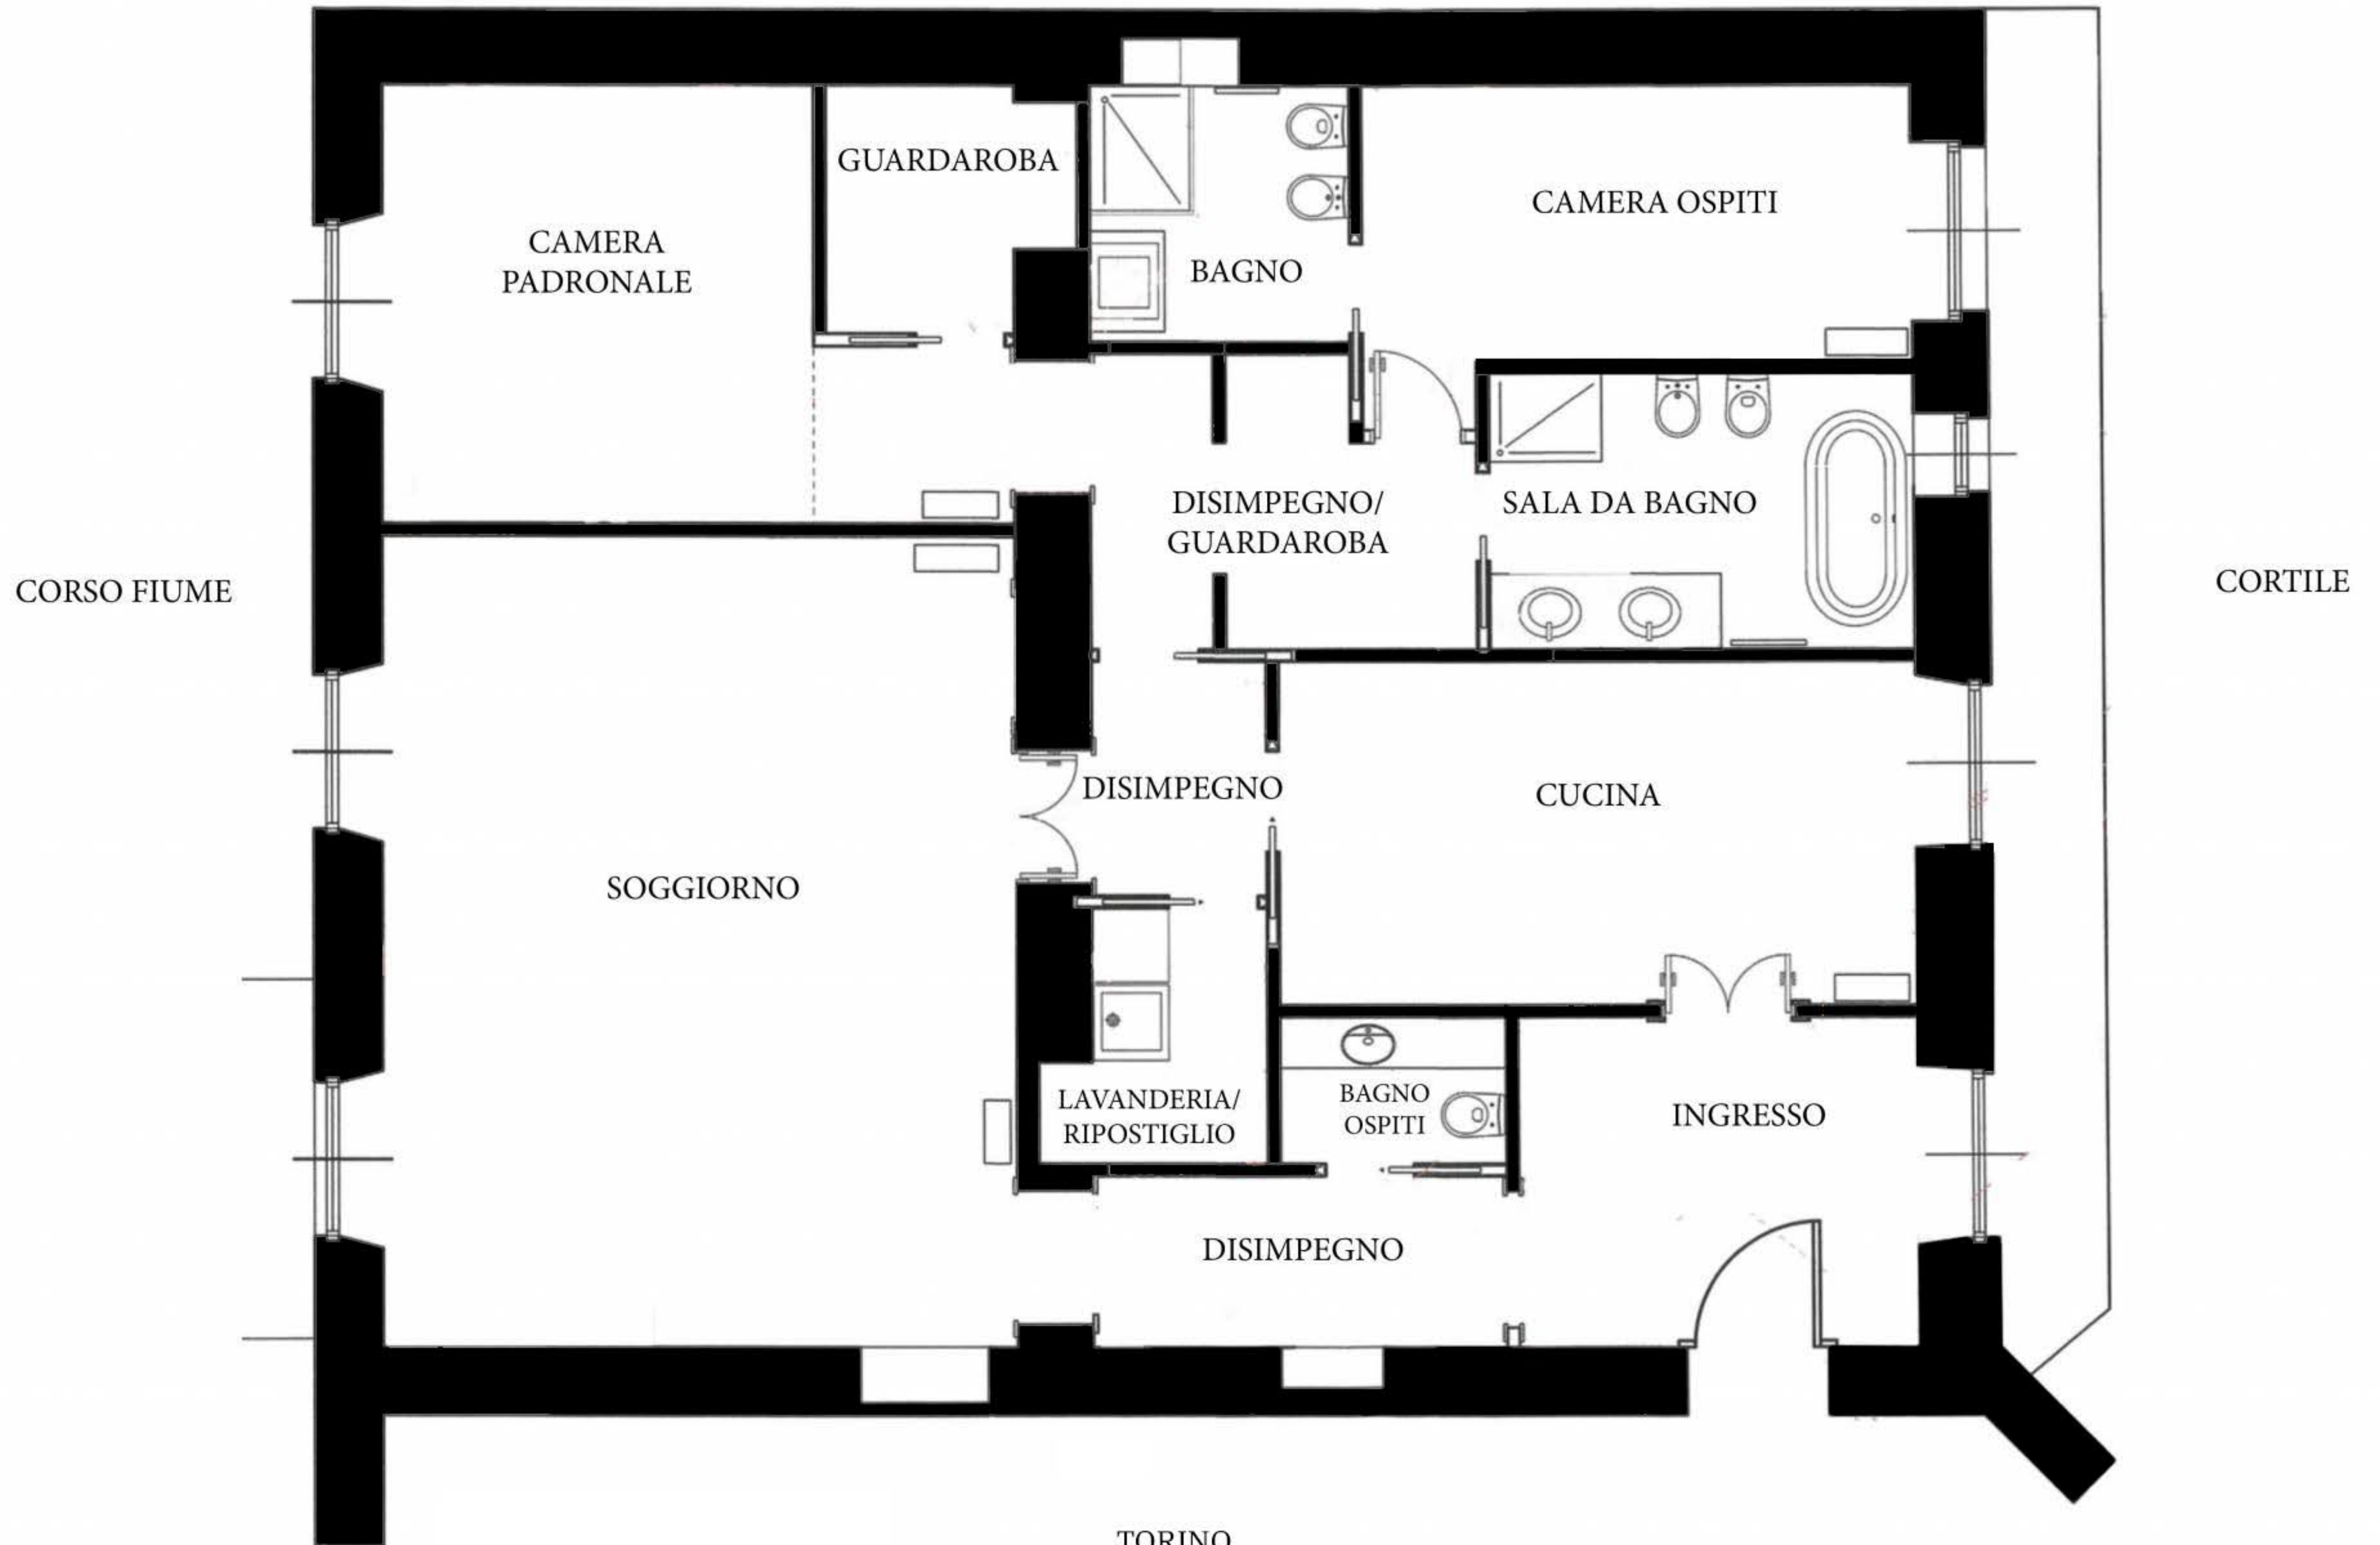 GUARDAROBA
CAMERA OSPITI
CAMERA
PADRONALE
BAGNO
DISIMPEGNO/
GUARDAROBA
SALA DA BAGNO
CORSO FIUME
CORTILE
DISIMPEGNO
CUCINA
SOGGIORNO
LAVANDERIA/
RIPOSTIGLIO
BAGNO
OSPITI
INGRESSO
DISIMPEGNO
TORINO